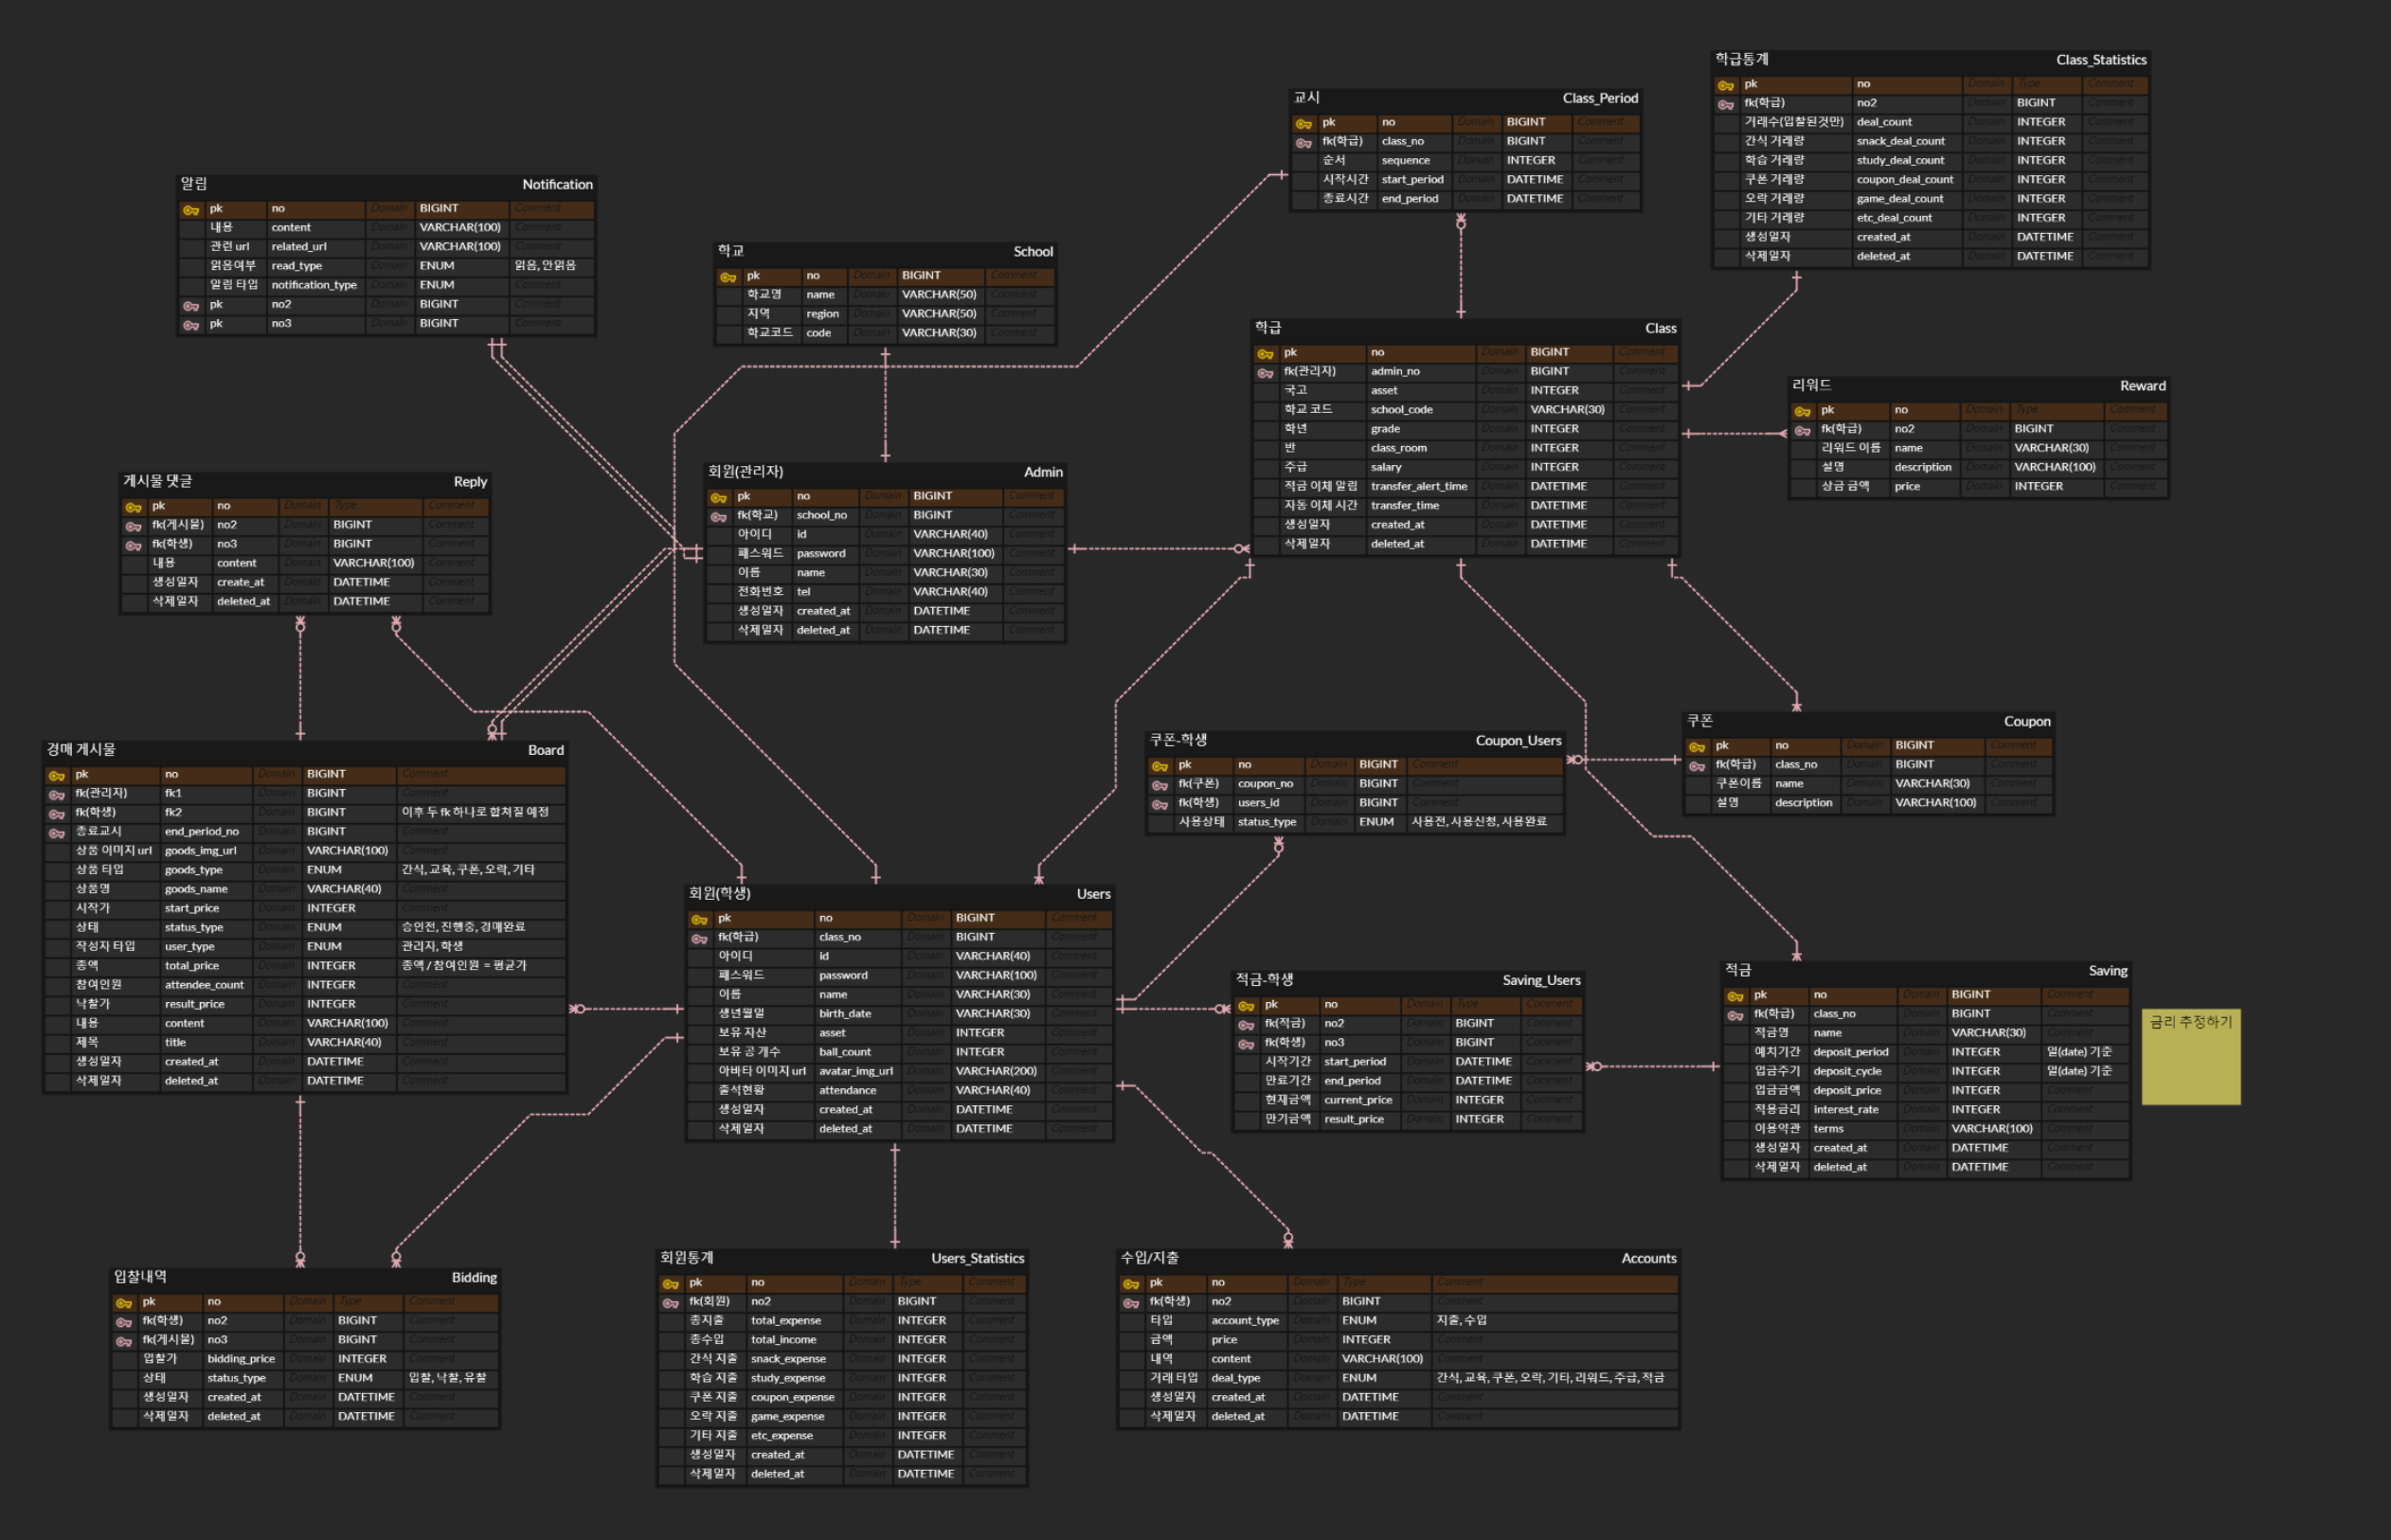 학급통계 Class_Statistics
pk no Domain Type Comment
fk(학급) no2 Domain BIGINT Comment
거래수(입찰된것만) deal_count Domain INTEGER Comment
간식 거래량 snack_deal_count Domain INTEGER Comment
학습 거래량 study_deal_count Domain INTEGER Comment
쿠폰 거래량 coupon_deal_count Domain INTEGER Comment
오락 거래량 game_deal_count Domain INTEGER Comment
기타 거래량 etc_deal_count Domain INTEGER Comment
생성일자 created_at Domain DATETIME Comment
삭제일자 deleted_at Domain DATETIME Comment
교시 Class_Period
pk no Domain BIGINT Comment
fk(학급) class_no Domain BIGINT Comment
순서 sequence Domain INTEGER Comment
시작시간 start_period Domain DATETIME Comment
종료시간 end_period Domain DATETIME Comment
알림 Notification
pk no Domain BIGINT Comment
내용 content Domain VARCHAR(100) Comment
관련 url related_url Domain VARCHAR(100) Comment
읽음여부 read_type Domain ENUM 읽음, 안읽음
알림 타입 notification_type Domain ENUM Comment
pk no2 Domain BIGINT Comment
pk no3 Domain BIGINT Comment
학교 School
pk no Domain BIGINT Comment
학교명 name Domain VARCHAR(50) Comment
지역 region Domain VARCHAR(50) Comment
학교코드 code Domain VARCHAR(30) Comment
학급 Class
pk no Domain BIGINT Comment
fk(관리자) admin_no Domain BIGINT Comment
국고 asset Domain INTEGER Comment
학교 코드 school_code Domain VARCHAR(30) Comment
학년 grade Domain INTEGER Comment
반 class_room Domain INTEGER Comment
주급 salary Domain INTEGER Comment
적금 이체 알림 transfer_alert_time Domain DATETIME Comment
자동 이체 시간 transfer_time Domain DATETIME Comment
생성일자 created_at Domain DATETIME Comment
삭제일자 deleted_at Domain DATETIME Comment
리워드 Reward
pk no Domain Type Comment
fk(학급) no2 Domain BIGINT Comment
리워드 이름 name Domain VARCHAR(30) Comment
설명 description Domain VARCHAR(100) Comment
상금 금액 price Domain INTEGER Comment
회원(관리자) Admin
pk no Domain BIGINT Comment
fk(학교) school_no Domain BIGINT Comment
아이디 id Domain VARCHAR(40) Comment
패스워드 password Domain VARCHAR(100) Comment
이름 name Domain VARCHAR(30) Comment
전화번호 tel Domain VARCHAR(40) Comment
생성일자 created_at Domain DATETIME Comment
삭제일자 deleted_at Domain DATETIME Comment
게시물 댓글 Reply
pk no Domain Type Comment
fk(게시물) no2 Domain BIGINT Comment
fk(학생) no3 Domain BIGINT Comment
내용 content Domain VARCHAR(100) Comment
생성일자 create_at Domain DATETIME Comment
삭제일자 deleted_at Domain DATETIME Comment
경매 게시물 Board
pk no Domain BIGINT Comment
fk(관리자) fk1 Domain BIGINT Comment
fk(학생) fk2 Domain BIGINT 이후 두 fk 하나로 합쳐질 예정
종료교시 end_period_no Domain BIGINT Comment
상품 이미지 url goods_img_url Domain VARCHAR(100) Comment
상품 타입 goods_type Domain ENUM 간식, 교육, 쿠폰, 오락, 기타
상품명 goods_name Domain VARCHAR(40) Comment
시작가 start_price Domain INTEGER Comment
상태 status_type Domain ENUM 승인전, 진행중, 경매완료
작성자 타입 user_type Domain ENUM 관리자, 학생
총액 total_price Domain INTEGER 총액 / 참여인원 = 평균가
참여인원 attendee_count Domain INTEGER Comment
낙찰가 result_price Domain INTEGER Comment
내용 content Domain VARCHAR(100) Comment
제목 title Domain VARCHAR(40) Comment
생성일자 created_at Domain DATETIME Comment
삭제일자 deleted_at Domain DATETIME Comment
쿠폰-학생 Coupon_Users
pk no Domain BIGINT Comment
fk(쿠폰) coupon_no Domain BIGINT Comment
fk(학생) users_id Domain BIGINT Comment
사용상태 status_type Domain ENUM 사용전, 사용신청, 사용완료
쿠폰 Coupon
pk no Domain BIGINT Comment
fk(학급) class_no Domain BIGINT Comment
쿠폰이름 name Domain VARCHAR(30) Comment
설명 description Domain VARCHAR(100) Comment
회원(학생) Users
pk no Domain BIGINT Comment
fk(학급) class_no Domain BIGINT Comment
아이디 id Domain VARCHAR(40) Comment
패스워드 password Domain VARCHAR(100) Comment
이름 name Domain VARCHAR(30) Comment
생년월일 birth_date Domain VARCHAR(30) Comment
보유 자산 asset Domain INTEGER Comment
보유 공 개수 ball_count Domain INTEGER Comment
아바타 이미지 url avatar_img_url Domain VARCHAR(200) Comment
출석현황 attendance Domain VARCHAR(40) Comment
생성일자 created_at Domain DATETIME Comment
삭제일자 deleted_at Domain DATETIME Comment
적금-학생 Saving_Users
pk no Domain Type Comment
fk(적금) no2 Domain BIGINT Comment
fk(학생) no3 Domain BIGINT Comment
시작기간 start_period Domain DATETIME Comment
만료기간 end_period Domain DATETIME Comment
현재금액 current_price Domain INTEGER Comment
만기금액 result_price Domain INTEGER Comment
적금 Saving
pk no Domain BIGINT Comment
fk(학급) class_no Domain BIGINT Comment
적금명 name Domain VARCHAR(30) Comment
예치기간 deposit_period Domain INTEGER 일(date) 기준
입금주기 deposit_cycle Domain INTEGER 일(date) 기준
입금금액 deposit_price Domain INTEGER Comment
적용금리 interest_rate Domain INTEGER Comment
이용약관 terms Domain VARCHAR(100) Comment
생성일자 created_at Domain DATETIME Comment
삭제일자 deleted_at Domain DATETIME Comment
금리 추정하기
입찰내역 Bidding
pk no Domain Type Comment
fk(학생) no2 Domain BIGINT Comment
fk(게시물) no3 Domain BIGINT Comment
입찰가 bidding_price Domain INTEGER Comment
상태 status_type Domain ENUM 입찰, 낙찰, 유찰
생성일자 created_at Domain DATETIME Comment
삭제일자 deleted_at Domain DATETIME Comment
회원통계 Users_Statistics
pk no Domain Type Comment
fk(회원) no2 Domain BIGINT Comment
총지출 total_expense Domain INTEGER Comment
총수입 total_income Domain INTEGER Comment
간식 지출 snack_expense Domain INTEGER Comment
학습 지출 study_expense Domain INTEGER Comment
쿠폰 지출 coupon_expense Domain INTEGER Comment
오락 지출 game_expense Domain INTEGER Comment
기타 지출 etc_expense Domain INTEGER Comment
생성일자 created_at Domain DATETIME Comment
삭제일자 deleted_at Domain DATETIME Comment
수입/지출 Accounts
pk no Domain Type Comment
fk(학생) no2 Domain BIGINT Comment
타입 account_type Domain ENUM 지출, 수입
금액 price Domain INTEGER Comment
내역 content Domain VARCHAR(100) Comment
거래 타입 deal_type Domain ENUM 간식, 교육, 쿠폰, 오락, 기타, 리워드, 주급, 적금
생성일자 created_at Domain DATETIME Comment
삭제일자 deleted_at Domain DATETIME Comment